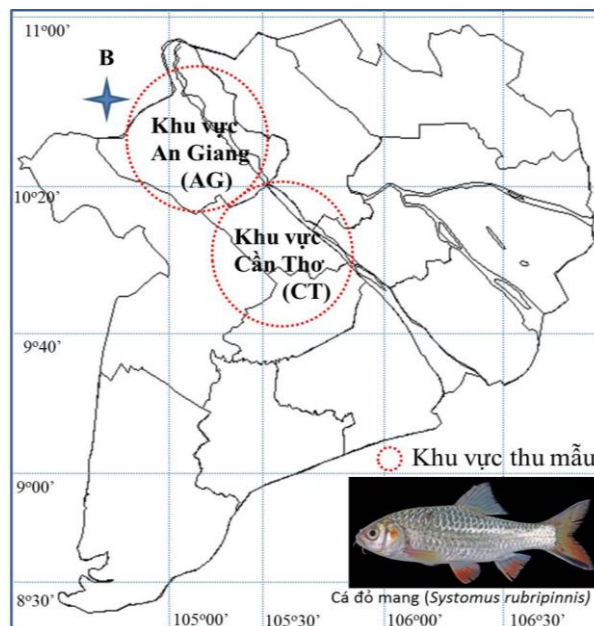 11°00'
B
Khu vực
An Giang
(AG)
10°20'
Khu vực
Cần Thơ
(CT)
9°40'
Khu vực thu mẫu
9°00'
Cá đỏ mang (Systomus rubripinnis)
8°30'
105°00' 105°30' 106°00' 106°30'